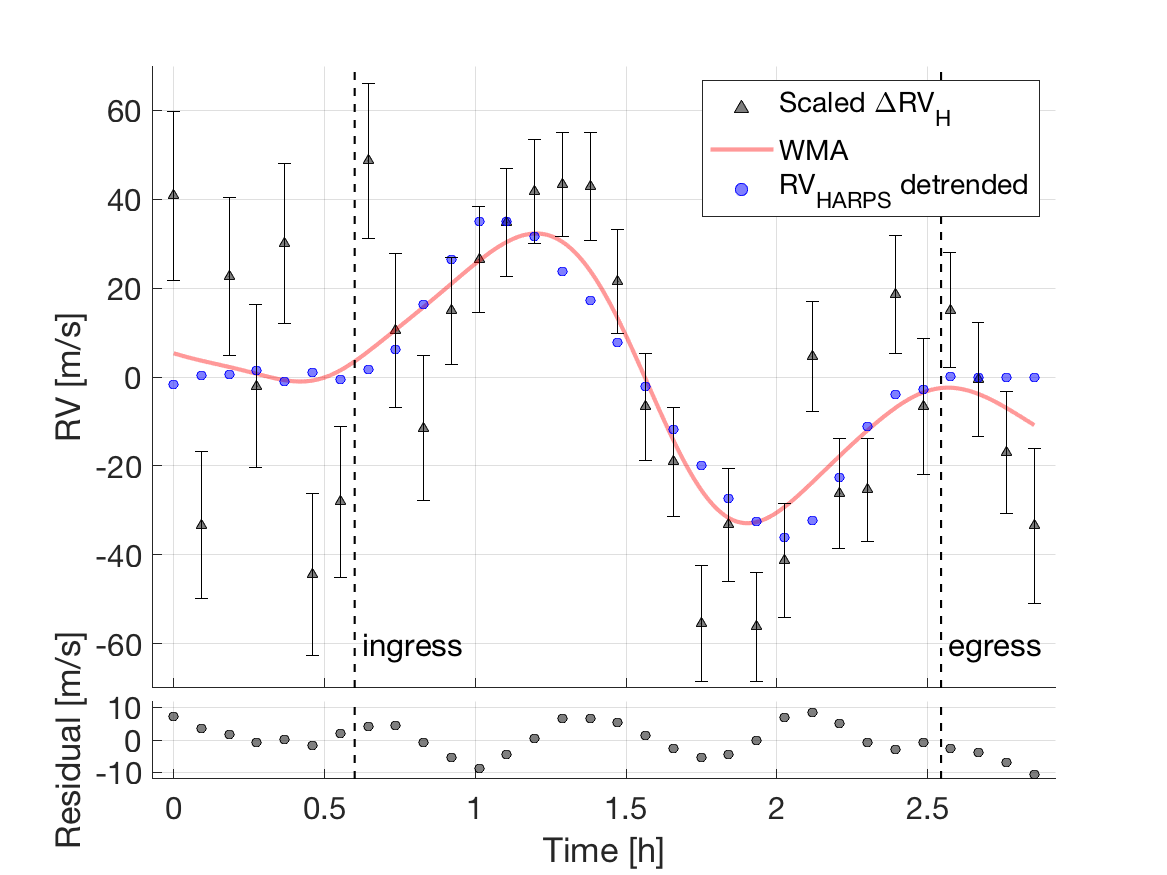 Scaled ΔRV_H
WMA
RV_HARPS detrended
RV [m/s]
60
40
20
0
-20
-40
-60
ingress
egress
Residual [m/s]
10
0
-10
0
0.5
1
1.5
2
2.5
Time [h]